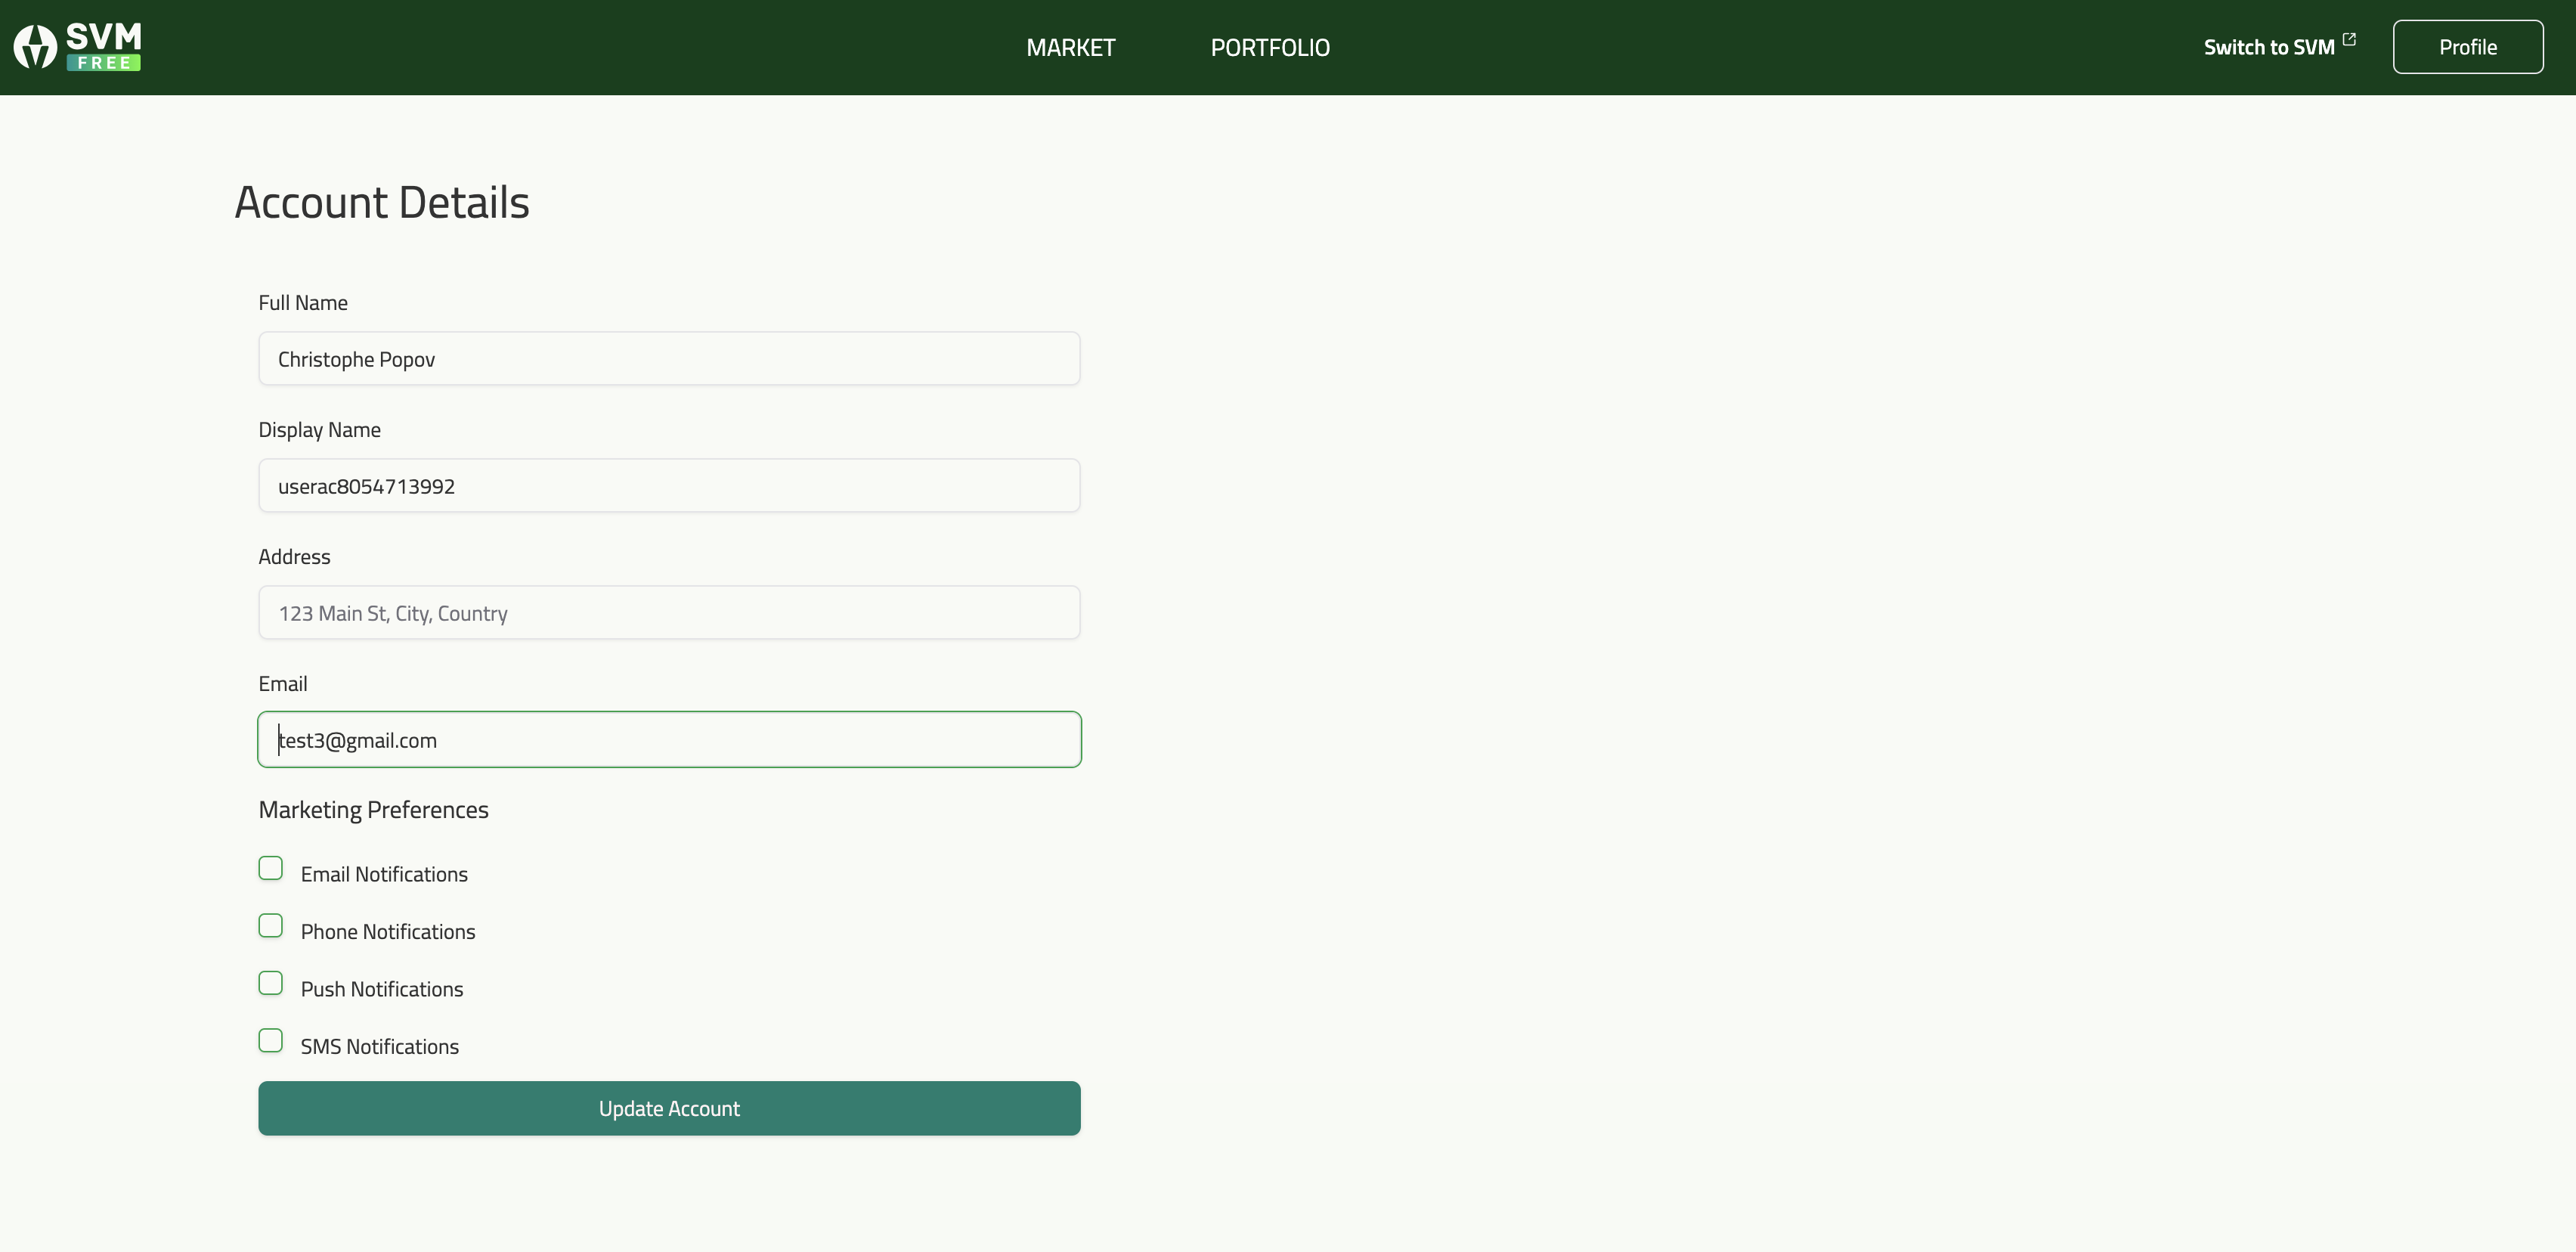 SVM
FREE
MARKET
PORTFOLIO
Switch to SVM
Profile
Account Details
Full Name
Christophe Popov
Display Name
userac8054713992
Address
123 Main St, City, Country
Email
test3@gmail.com
Marketing Preferences
Email Notifications
Phone Notifications
Push Notifications
SMS Notifications
Update Account